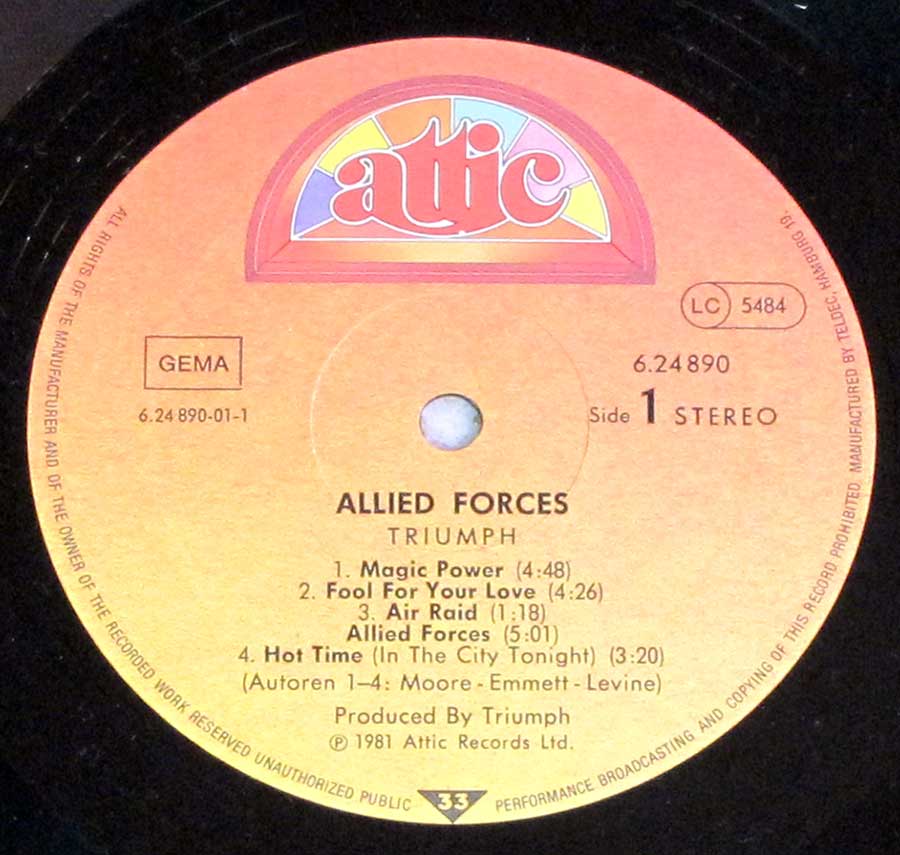 attic
LC 5484
GEMA
6.24890
6.24 890-01-1
Side 1 STEREO
ALLIED FORCES
TRIUMPH
1. Magic Power (4:48)
2. Fool For Your Love (4:26)
3. Air Raid (1:18)
Allied Forces (5:01)
4. Hot Time (In The City Tonight) (3:20)
(Autoren 1–4: Moore - Emmett - Levine)
Produced By Triumph
Ⓟ 1981 Attic Records Ltd.
33
ALL RIGHTS OF THE MANUFACTURER AND OF THE OWNER OF THE RECORDED WORK RESERVED UNAUTHORIZED PUBLIC PERFORMANCE BROADCASTING AND COPYING OF THIS RECORD PROHIBITED. MANUFACTURED BY TELDEC, HAMBURG 19.